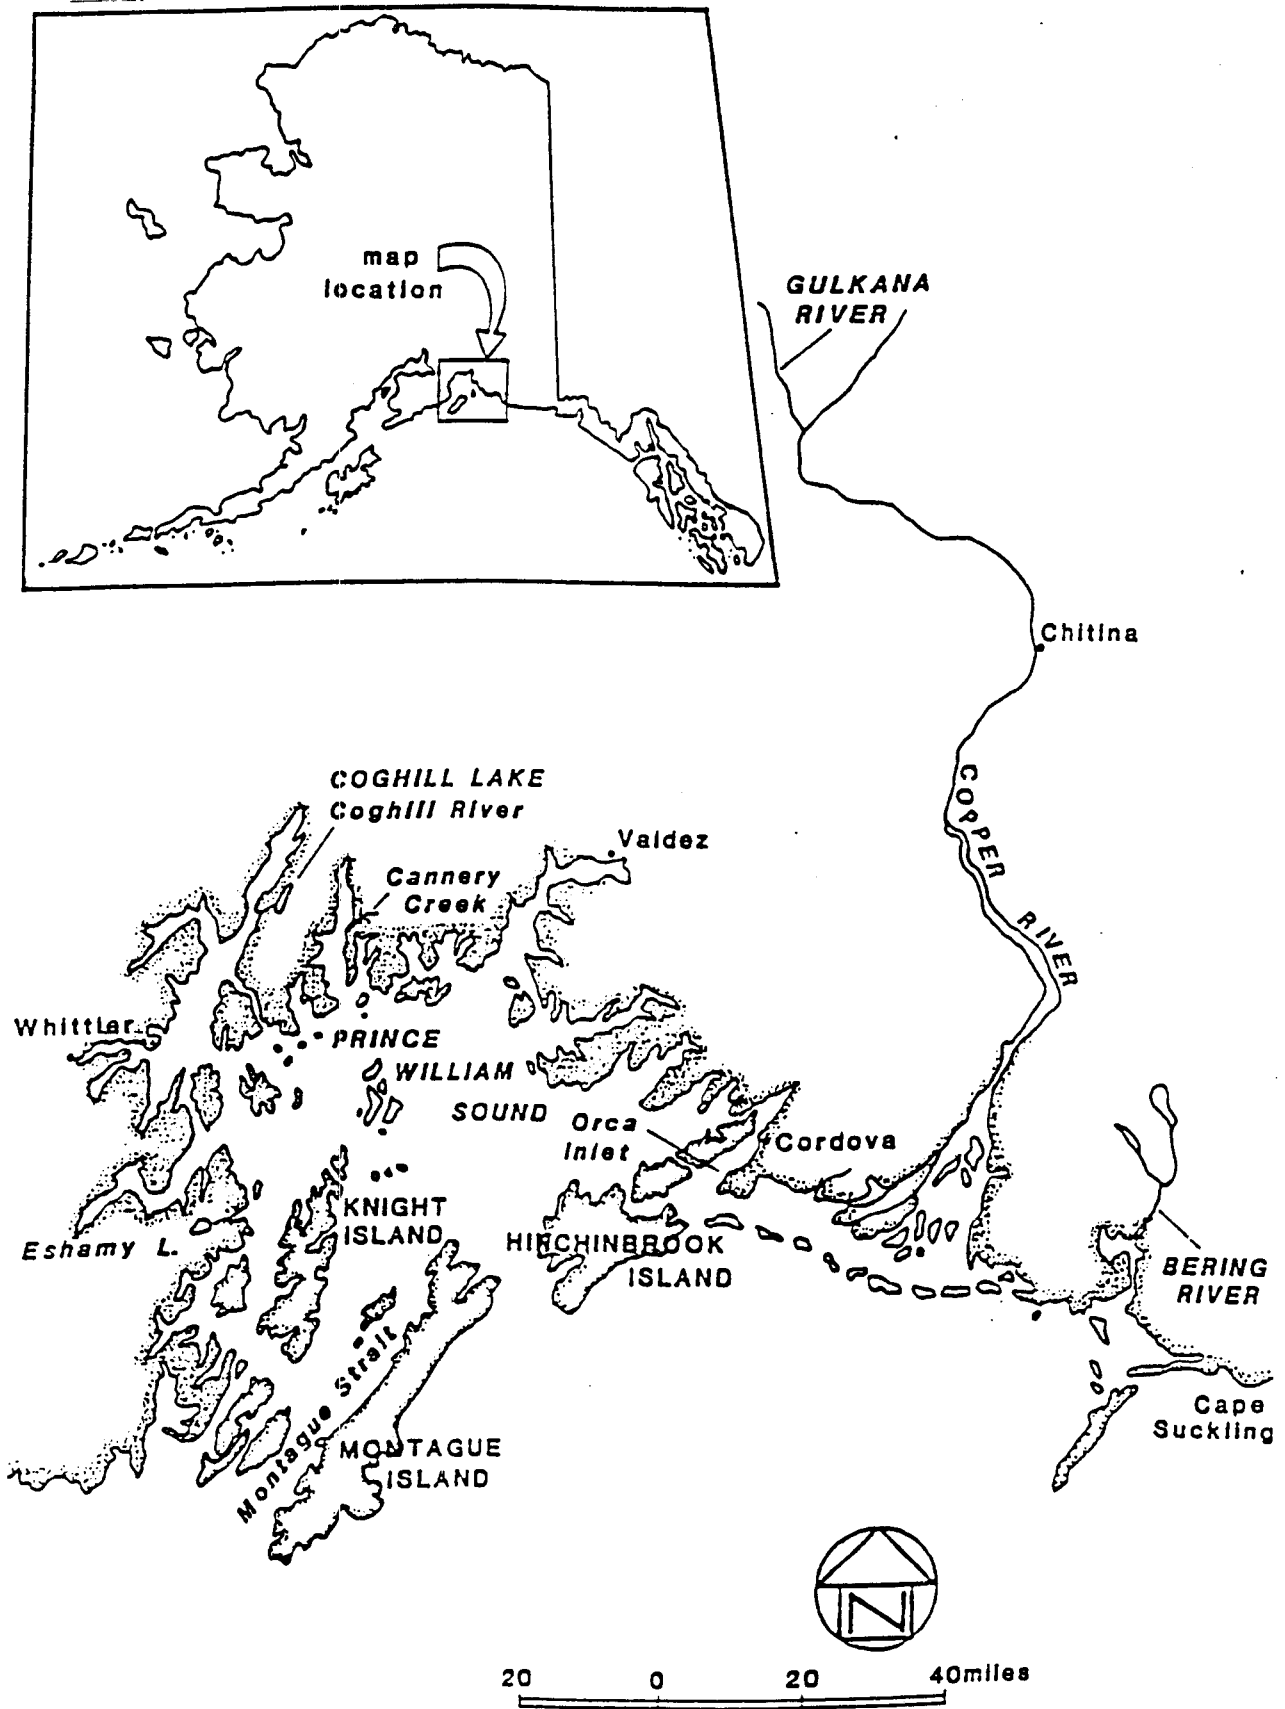 map
location
GULKANA
RIVER
Chitina
COPPER RIVER
COGHILL LAKE
Coghill River
Valdez
Cannery
Creek
Whittier
PRINCE
WILLIAM
SOUND
Orca
Inlet
Cordova
KNIGHT
ISLAND
Eshamy L.
HINCHINBROOK
ISLAND
BERING
RIVER
Montague Strait
Cape
Suckling
MONTAGUE
ISLAND
N
20 0 20 40miles